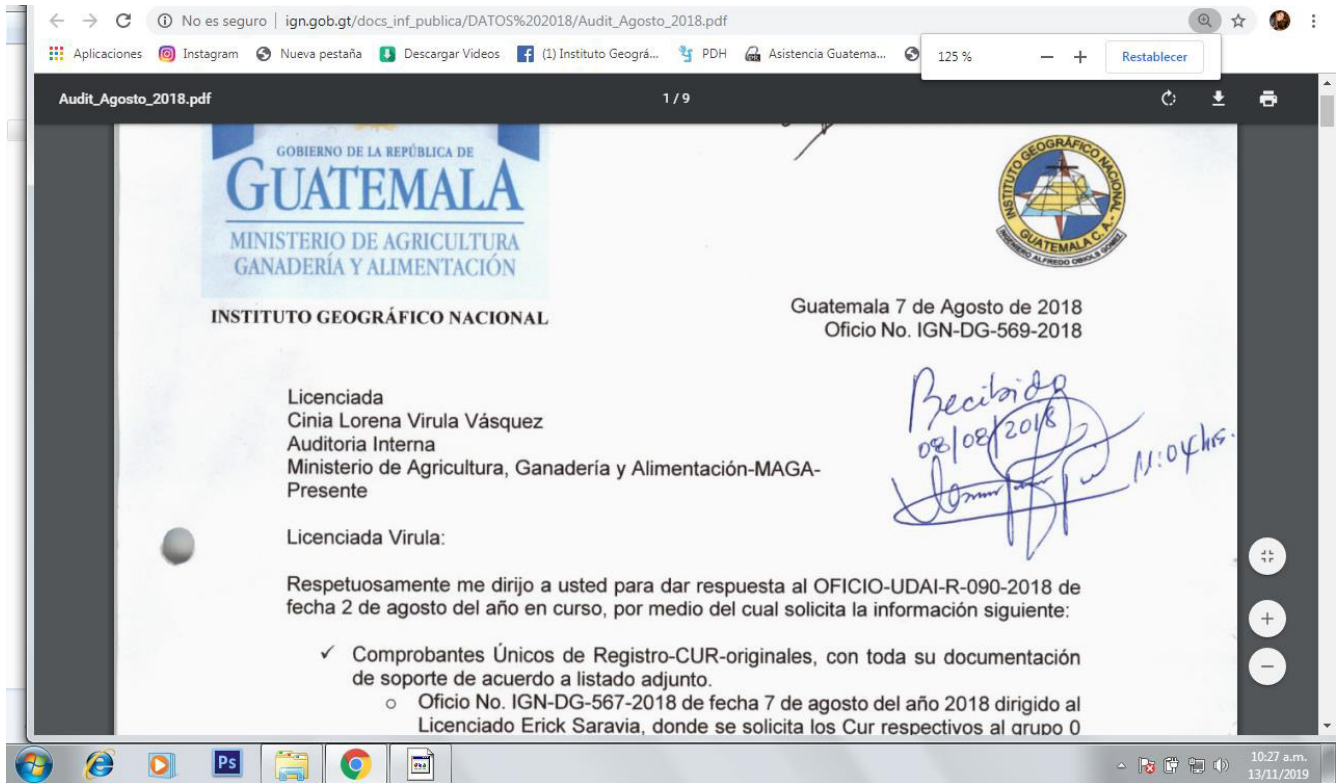 No es seguro | ign.gob.gt/docs_inf_publica/DATOS%202018/Audit_Agosto_2018.pdf
Aplicaciones Instagram Nueva pestaña Descargar Videos (1) Instituto Geográ... PDH Asistencia Guatema...
125 % — + Restablecer
Audit_Agosto_2018.pdf 1 / 9
GOBIERNO DE LA REPÚBLICA DE
GUATEMALA
MINISTERIO DE AGRICULTURA
GANADERÍA Y ALIMENTACIÓN
INSTITUTO GEOGRÁFICO NACIONAL
GUATEMALA C. A.
INGENIERO ALFREDO OBIOLS GOMEZ
INSTITUTO GEOGRÁFICO NACIONAL
Guatemala 7 de Agosto de 2018
Oficio No. IGN-DG-569-2018
Recibido
08/08/2018
11:04 hrs.
Licenciada
Cinia Lorena Virula Vásquez
Auditoria Interna
Ministerio de Agricultura, Ganadería y Alimentación-MAGA-
Presente
Licenciada Virula:
Respetuosamente me dirijo a usted para dar respuesta al OFICIO-UDAI-R-090-2018 de
fecha 2 de agosto del año en curso, por medio del cual solicita la información siguiente:
✓ Comprobantes Únicos de Registro-CUR-originales, con toda su documentación
de soporte de acuerdo a listado adjunto.
o Oficio No. IGN-DG-567-2018 de fecha 7 de agosto del año 2018 dirigido al
Licenciado Erick Saravia, donde se solicita los Cur respectivos al grupo 0
Ps
10:27 a.m.
13/11/2019